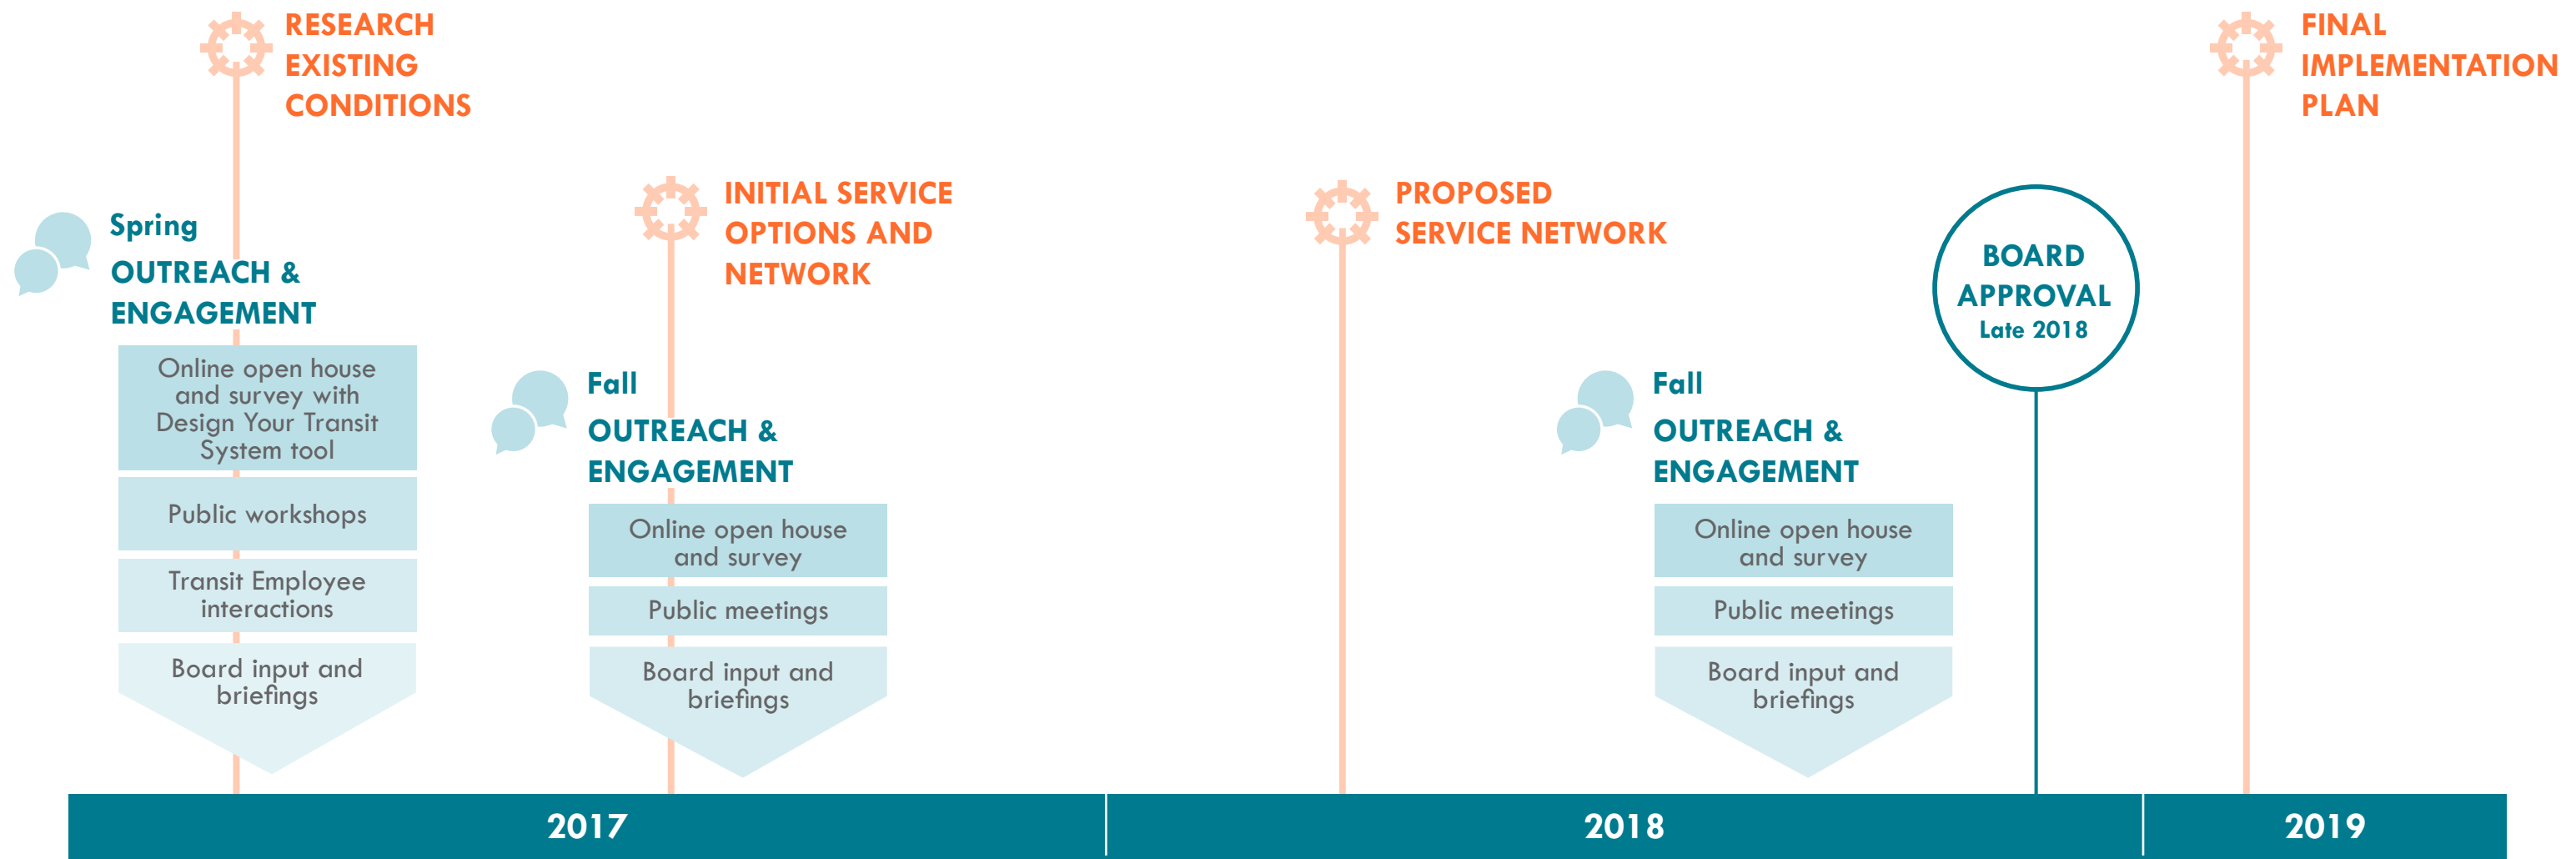 RESEARCH
EXISTING
CONDITIONS
Spring
OUTREACH &
ENGAGEMENT
Online open house
and survey with
Design Your Transit
System tool
Public workshops
Transit Employee
interactions
Board input and
briefings
INITIAL SERVICE
OPTIONS AND
NETWORK
Fall
OUTREACH &
ENGAGEMENT
Online open house
and survey
Public meetings
Board input and
briefings
PROPOSED
SERVICE NETWORK
Fall
OUTREACH &
ENGAGEMENT
Online open house
and survey
Public meetings
Board input and
briefings
BOARD
APPROVAL
Late 2018
FINAL
IMPLEMENTATION
PLAN
2017
2018
2019